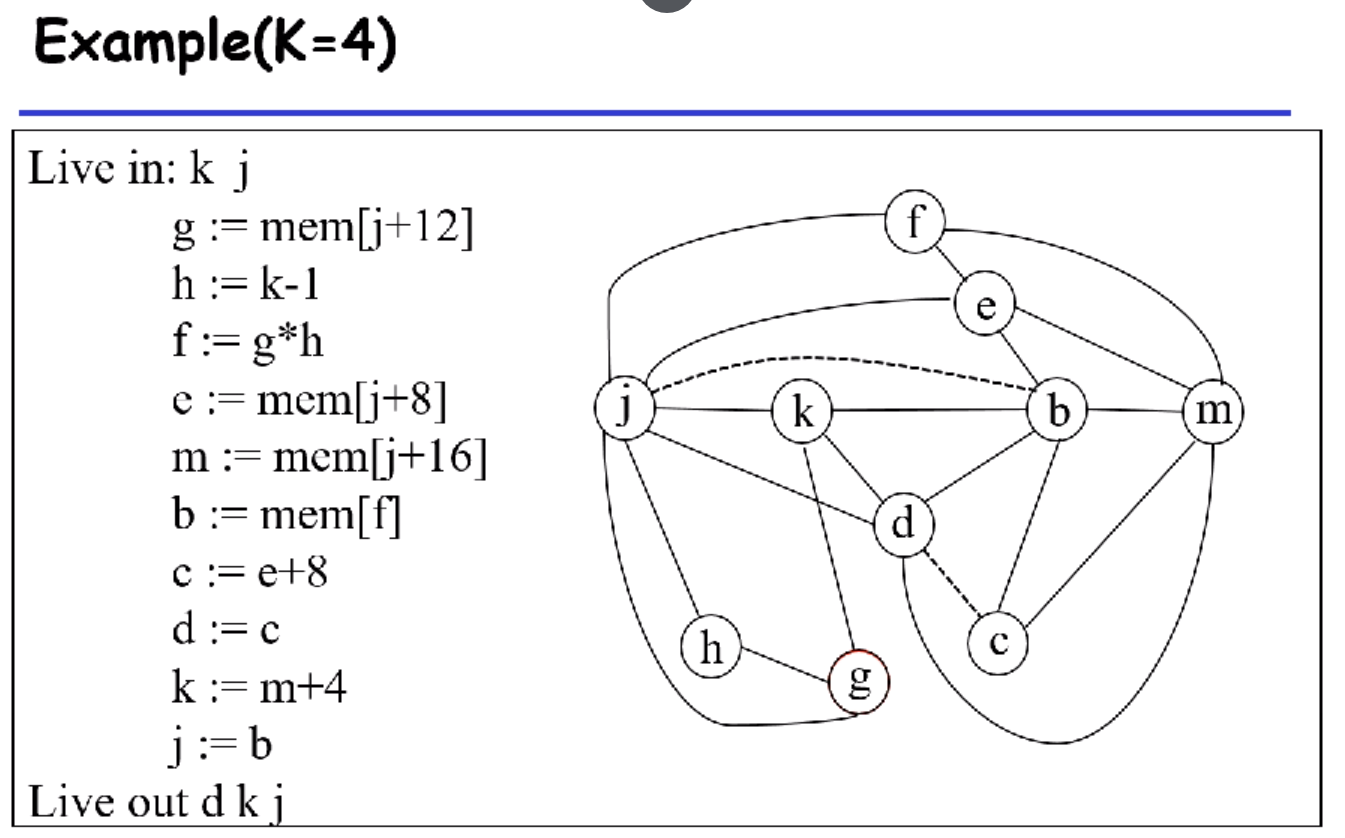 Example(K=4)
Live in: k j
g := mem[j+12]
h := k-1
f := g*h
e := mem[j+8]
m := mem[j+16]
b := mem[f]
c := e+8
d := c
k := m+4
j := b
Live out d k j
f
e
j
k
b
m
d
h
c
g